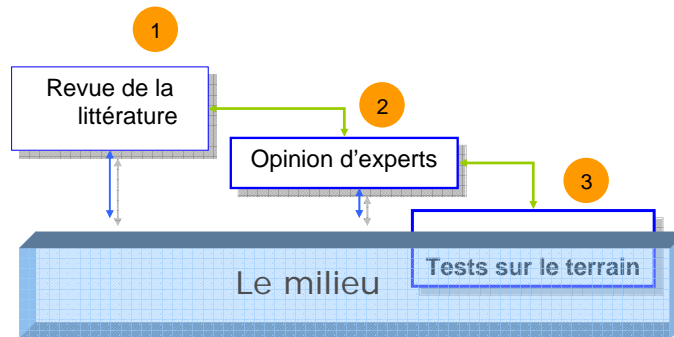 1
Revue de la
littérature
2
Opinion d'experts
3
Tests sur le terrain
Le milieu